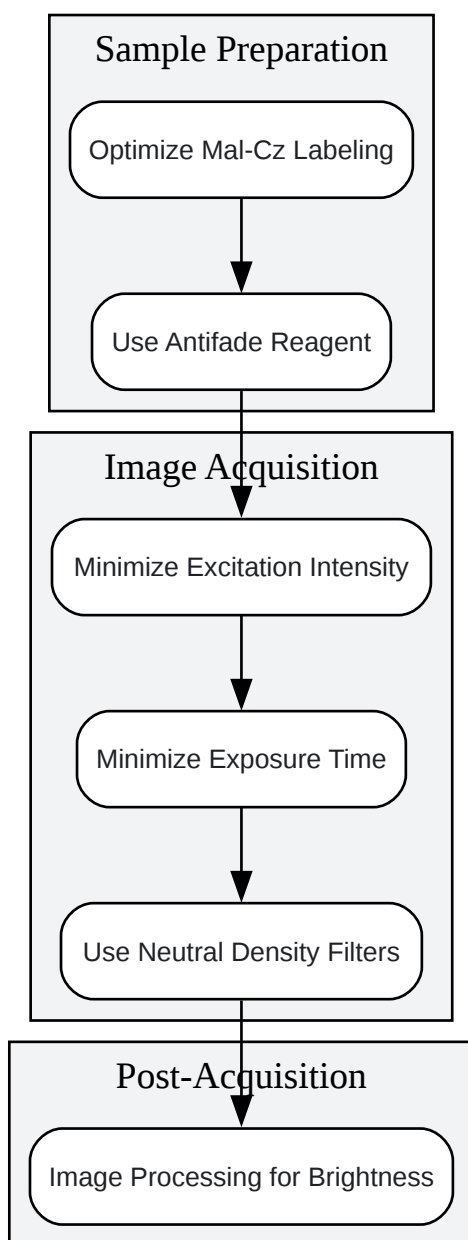 Sample Preparation
Optimize Mal-Cz Labeling
Use Antifade Reagent
Image Acquisition
Minimize Excitation Intensity
Minimize Exposure Time
Use Neutral Density Filters
Post-Acquisition
Image Processing for Brightness